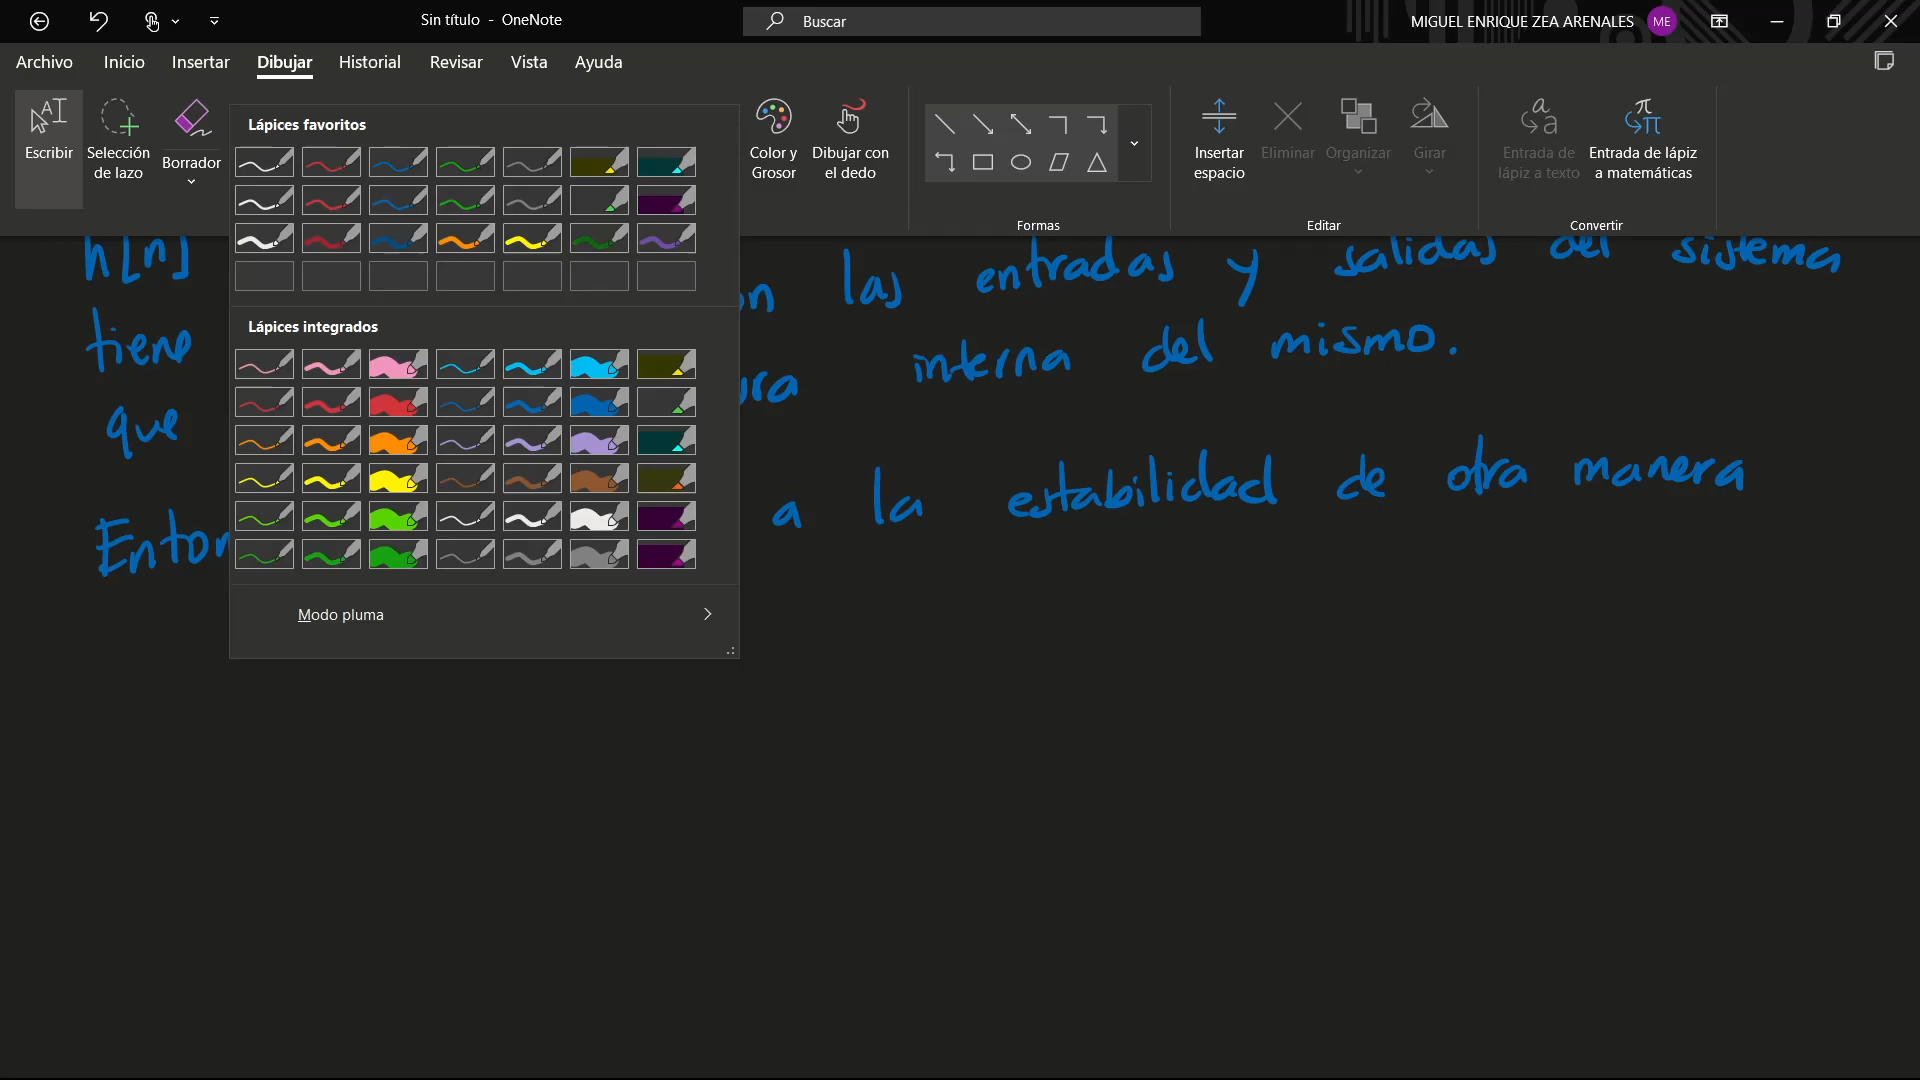 Sin título - OneNote
Buscar
MIGUEL ENRIQUE ZEA ARENALES
ME
Archivo Inicio Insertar Dibujar Historial Revisar Vista Ayuda
Escribir
Selección de lazo
Borrador
Lápices favoritos
Lápices integrados
Modo pluma
Color y Grosor
Dibujar con el dedo
Formas
Insertar espacio
Eliminar
Organizar
Girar
Editar
Entrada de lápiz a texto
Entrada de lápiz a matemáticas
Convertir
h[n] on las entradas y salidas del sistema
tiene ura interna del mismo.
que
Enton a la estabilidad de otra manera